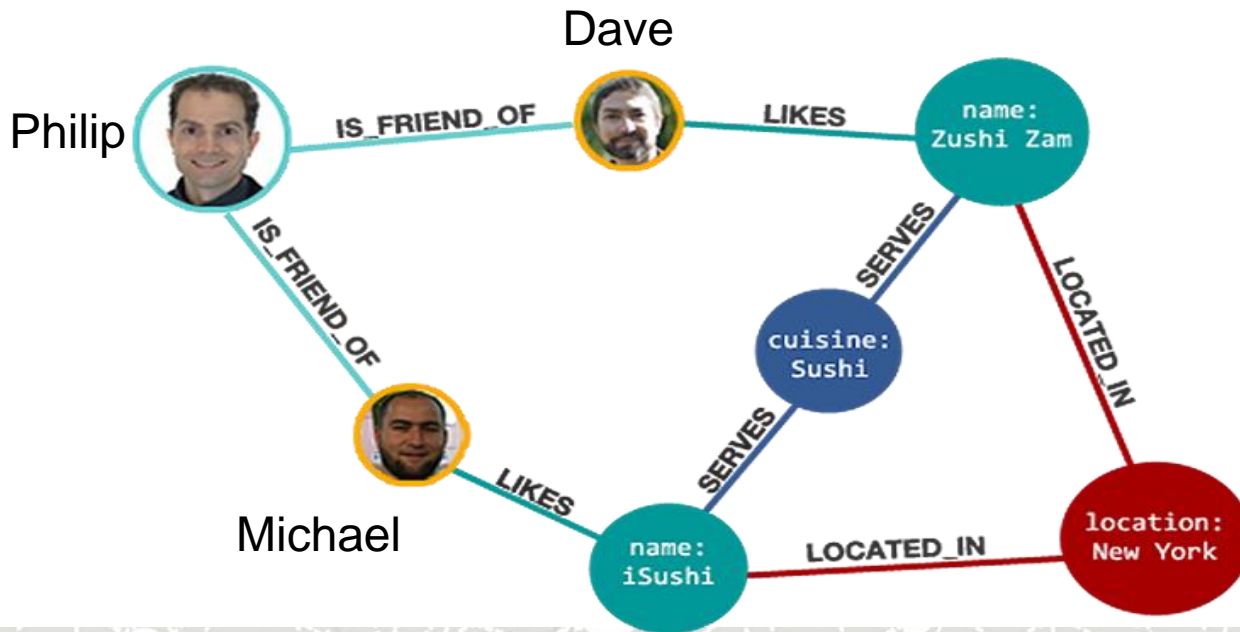 Dave
Philip
IS_FRIEND_OF
LIKES
name:
Zushi Zam
IS_FRIEND_OF
SERVES
LOCATED_IN
cuisine:
Sushi
SERVES
LIKES
Michael
name:
iSushi
LOCATED_IN
location:
New York